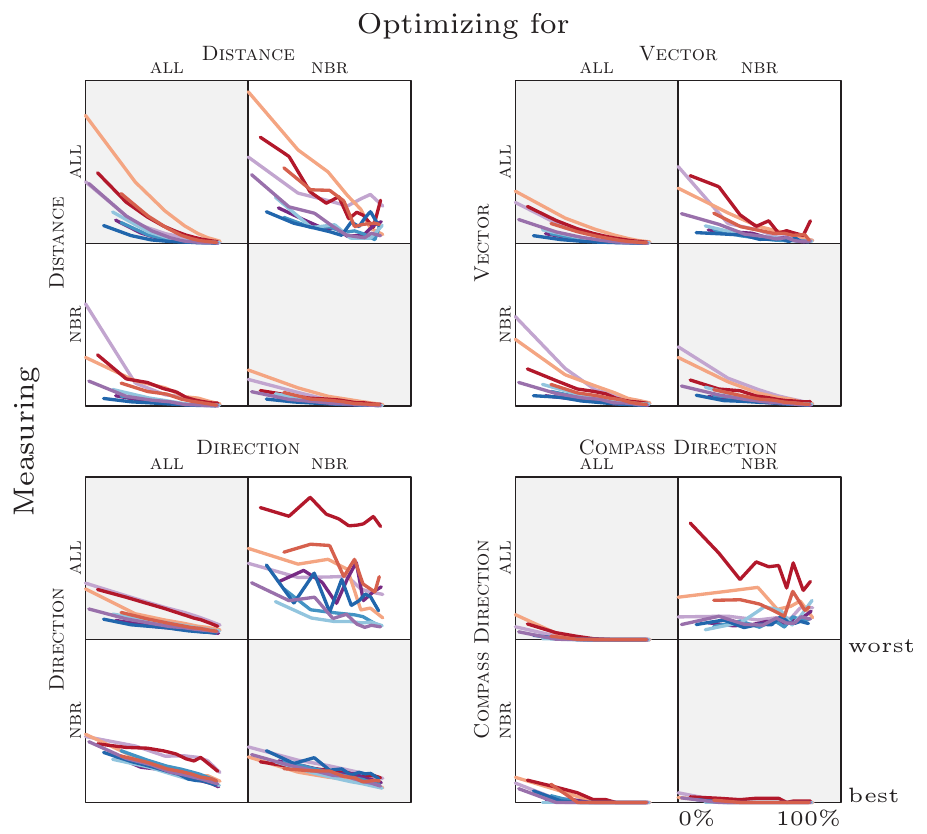 Optimizing for
DISTANCE
VECTOR
ALL NBR
ALL NBR
Measuring
DISTANCE
ALL
NBR
VECTOR
ALL
NBR
DIRECTION
COMPASS DIRECTION
ALL NBR
ALL NBR
DIRECTION
ALL
NBR
COMPASS DIRECTION
ALL
NBR
worst
best
0% 100%